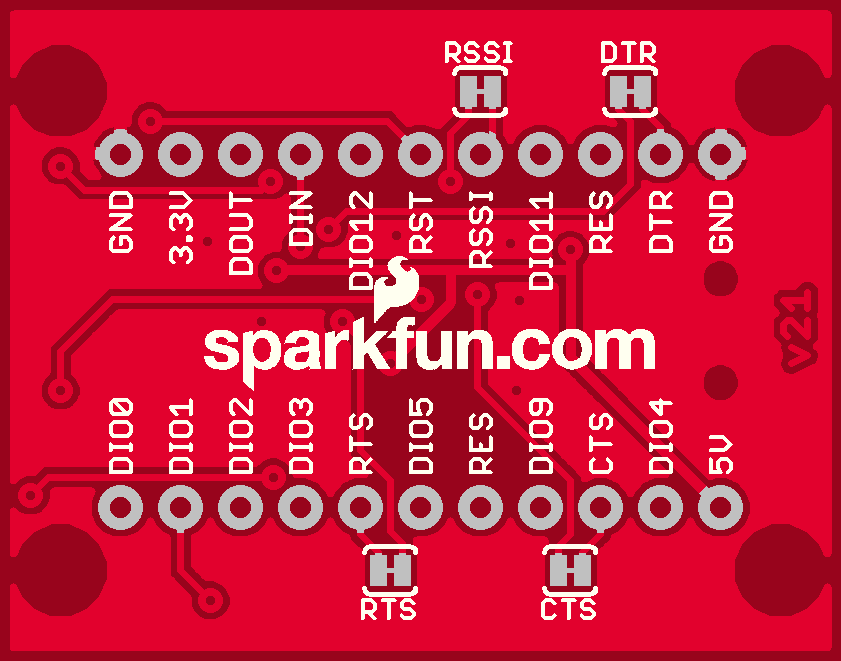 RSSI DTR
GND 3.3V DOUT DIN DIO12 RST RSSI DIO11 RES DTR GND
v21
sparkfun.com
DIO0 DIO1 DIO2 DIO3 RTS DIO5 RES DIO9 CTS DIO4 5V
RTS CTS